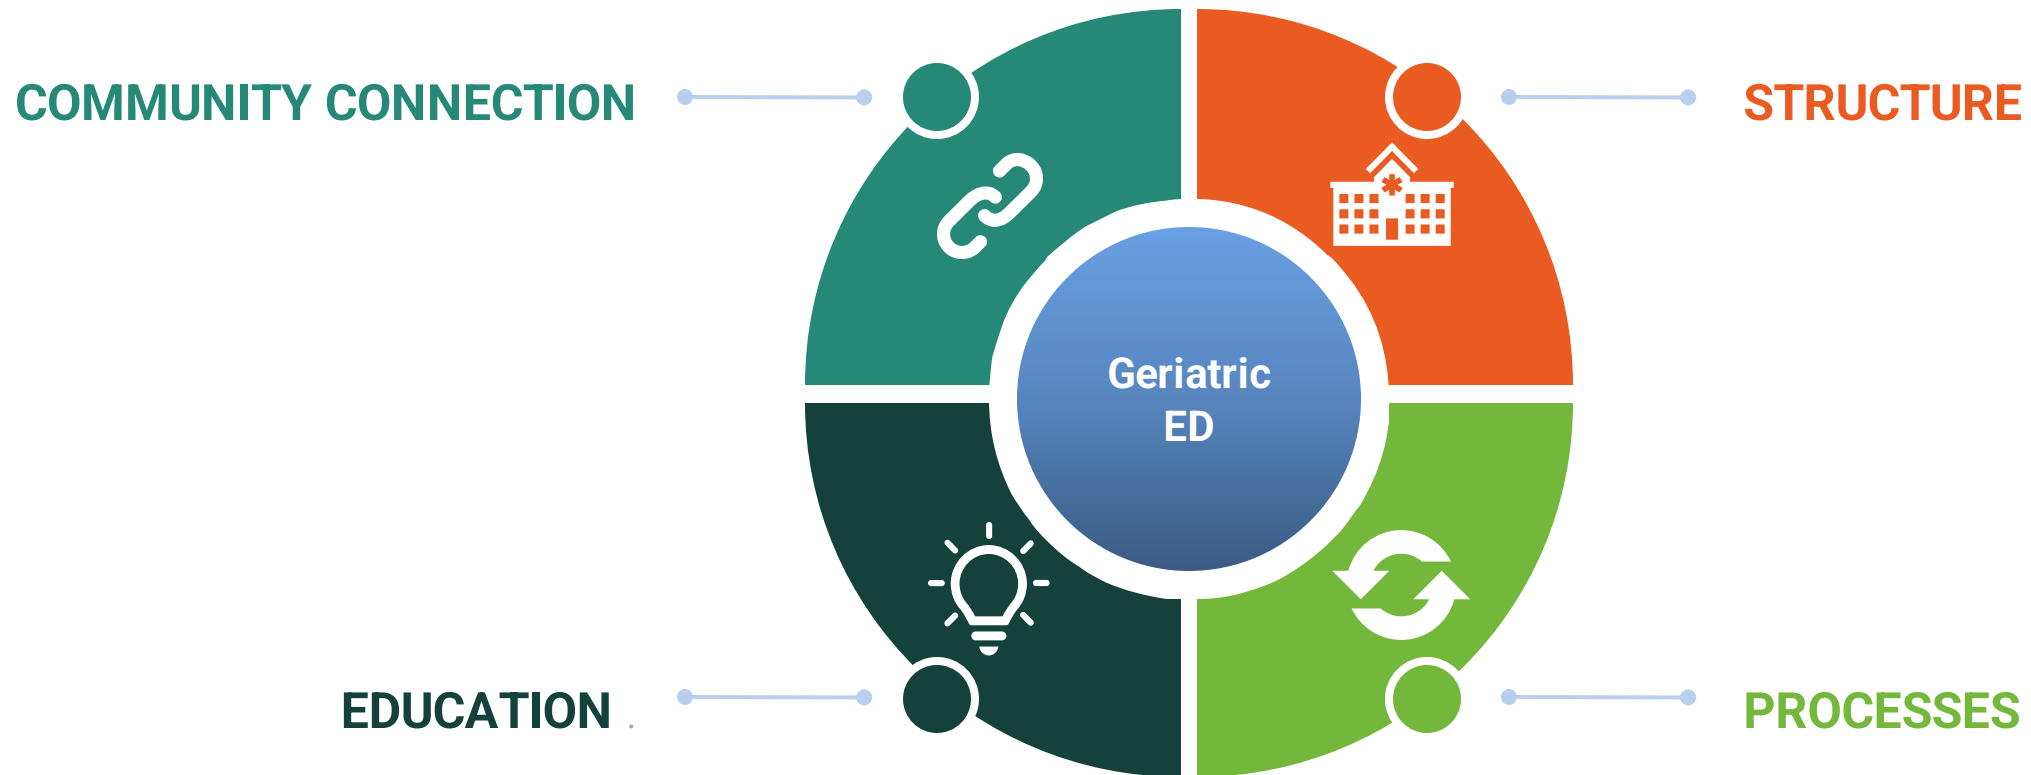 COMMUNITY CONNECTION
STRUCTURE
Geriatric
ED
EDUCATION .
PROCESSES